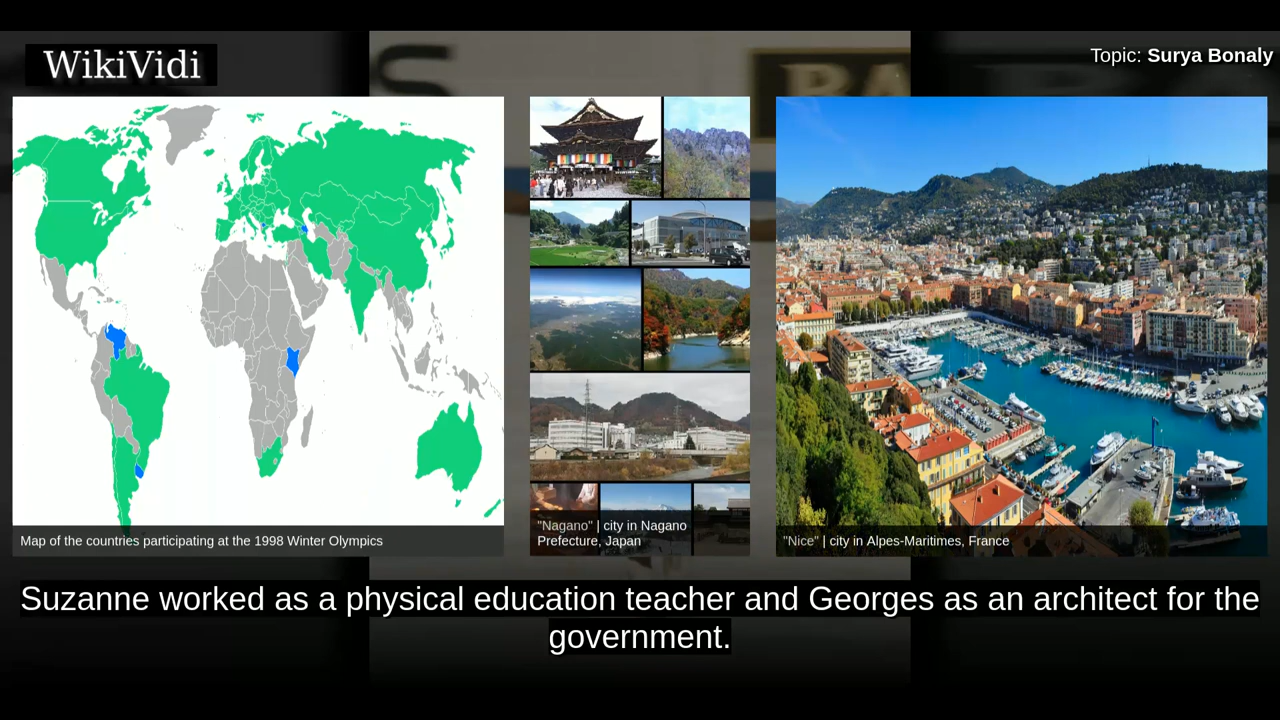 WikiVidi
Topic: Surya Bonaly
Map of the countries participating at the 1998 Winter Olympics
"Nagano" | city in Nagano
Prefecture, Japan
"Nice" | city in Alpes-Maritimes, France
Suzanne worked as a physical education teacher and Georges as an architect for the
government.